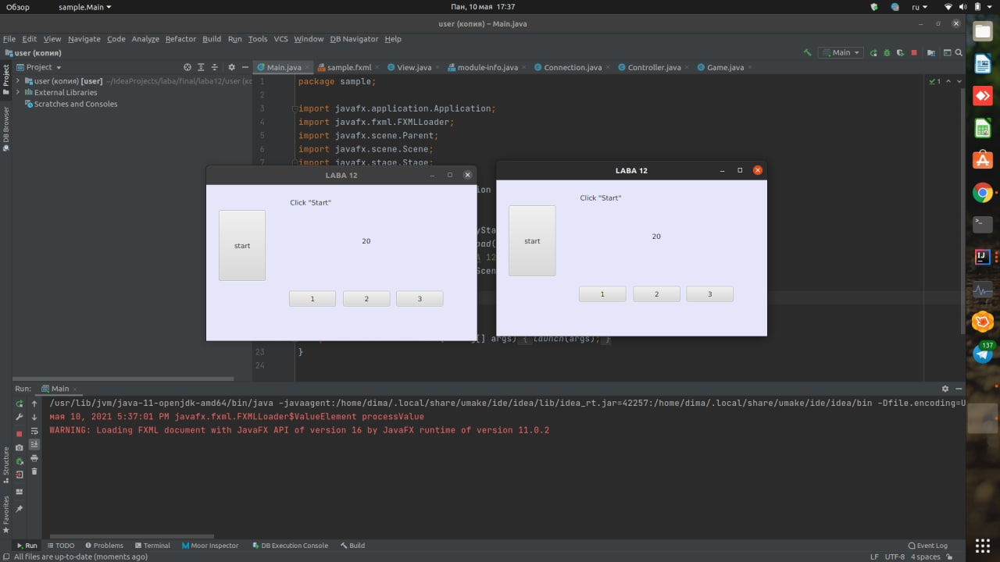 Обзор
sample.Main
Пан, 10 мая 17:37
ru
user (копия) – Main.java
File Edit View Navigate Code Analyze Refactor Build Run Tools VCS Window DB Navigator Help
user (копия)
Main
Project
Main.java
sample.fxml
View.java
module-info.java
Connection.java
Controller.java
Game.java
user (копия) [user] ~/IdeaProjects/laba/final/laba12/user (ко
External Libraries
Scratches and Consoles
Project
DB Browser
Structure
Favorites
1 package sample;
2
3 import javafx.application.Application;
4 import javafx.fxml.FXMLLoader;
5 import javafx.scene.Parent;
6 import javafx.scene.Scene;
7 import javafx.stage.Stage;
ion
ySta
oad(
A 12
Scen
[] args) { launch(args); }
23 }
24
1
LABA 12
Click "Start"
start
20
1 2 3
LABA 12
Click "Start"
start
20
1 2 3
Run: Main
/usr/lib/jvm/java-11-openjdk-amd64/bin/java -javaagent:/home/dima/.local/share/umake/ide/idea/lib/idea_rt.jar=42257:/home/dima/.local/share/umake/ide/idea/bin -Dfile.encoding=U
мая 10, 2021 5:37:01 PM javafx.fxml.FXMLLoader$ValueElement processValue
WARNING: Loading FXML document with JavaFX API of version 16 by JavaFX runtime of version 11.0.2
Run TODO Problems Terminal Moor Inspector DB Execution Console Build
Event Log
All files are up-to-date (moments ago)
LF UTF-8 4 spaces
137